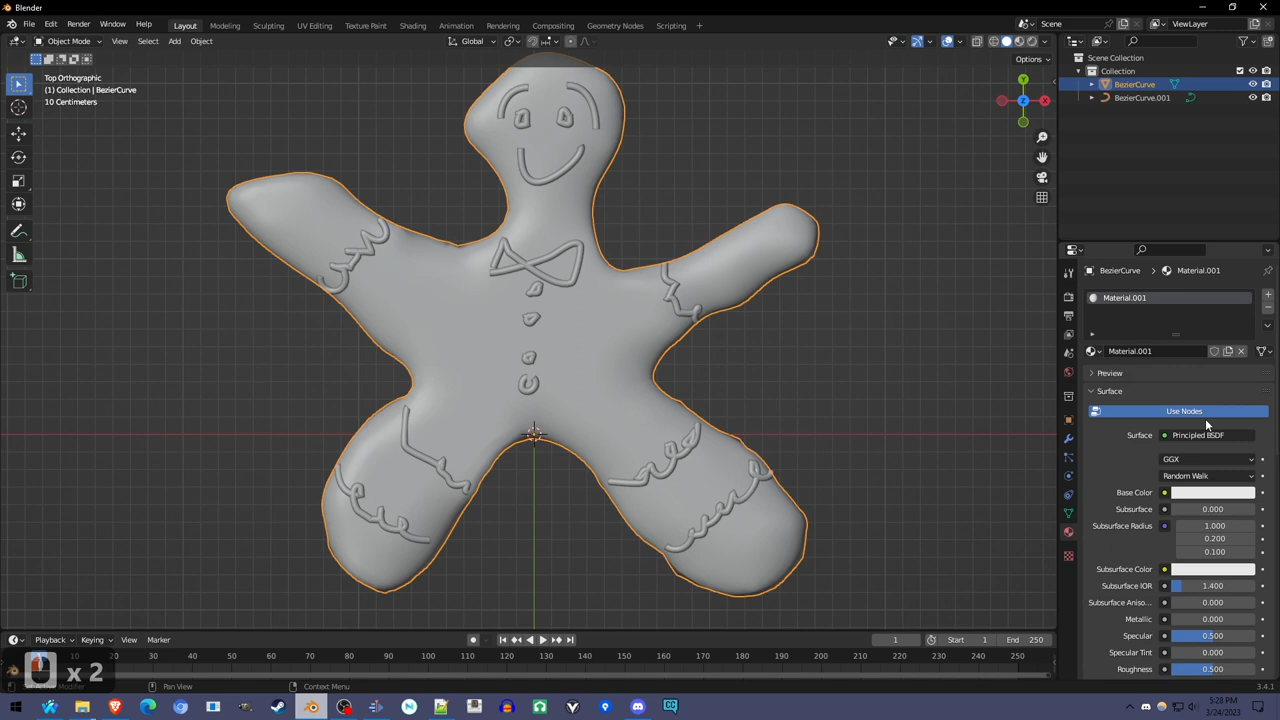 Blender
File Edit Render Window Help Layout Modeling Sculpting UV Editing Texture Paint Shading Animation Rendering Compositing Geometry Nodes Scripting + Scene ViewLayer
Object Mode View Select Add Object Global
Options
Top Orthographic
(1) Collection | BezierCurve
10 Centimeters
Y
Z
X
Scene Collection
Collection
BezierCurve
BezierCurve.001
BezierCurve > Material.001
Material.001
Material.001
Preview
Surface
Use Nodes
Surface Principled BSDF
GGX
Random Walk
Base Color
Subsurface 0.000
Subsurface Radius 1.000
0.200
0.100
Subsurface Color
Subsurface IOR 1.400
Subsurface Aniso... 0.000
Metallic 0.000
Specular 0.500
Specular Tint 0.000
Roughness 0.500
Playback Keying View Marker 1 Start 1 End 250
10 20 30 40 50 60 70 80 90 100 110 120 130 140 150 160 170 180 190 200 210 220 230 240 250
x 2
Pan View Context Menu 3.4.1
5:28 PM
3/24/2023